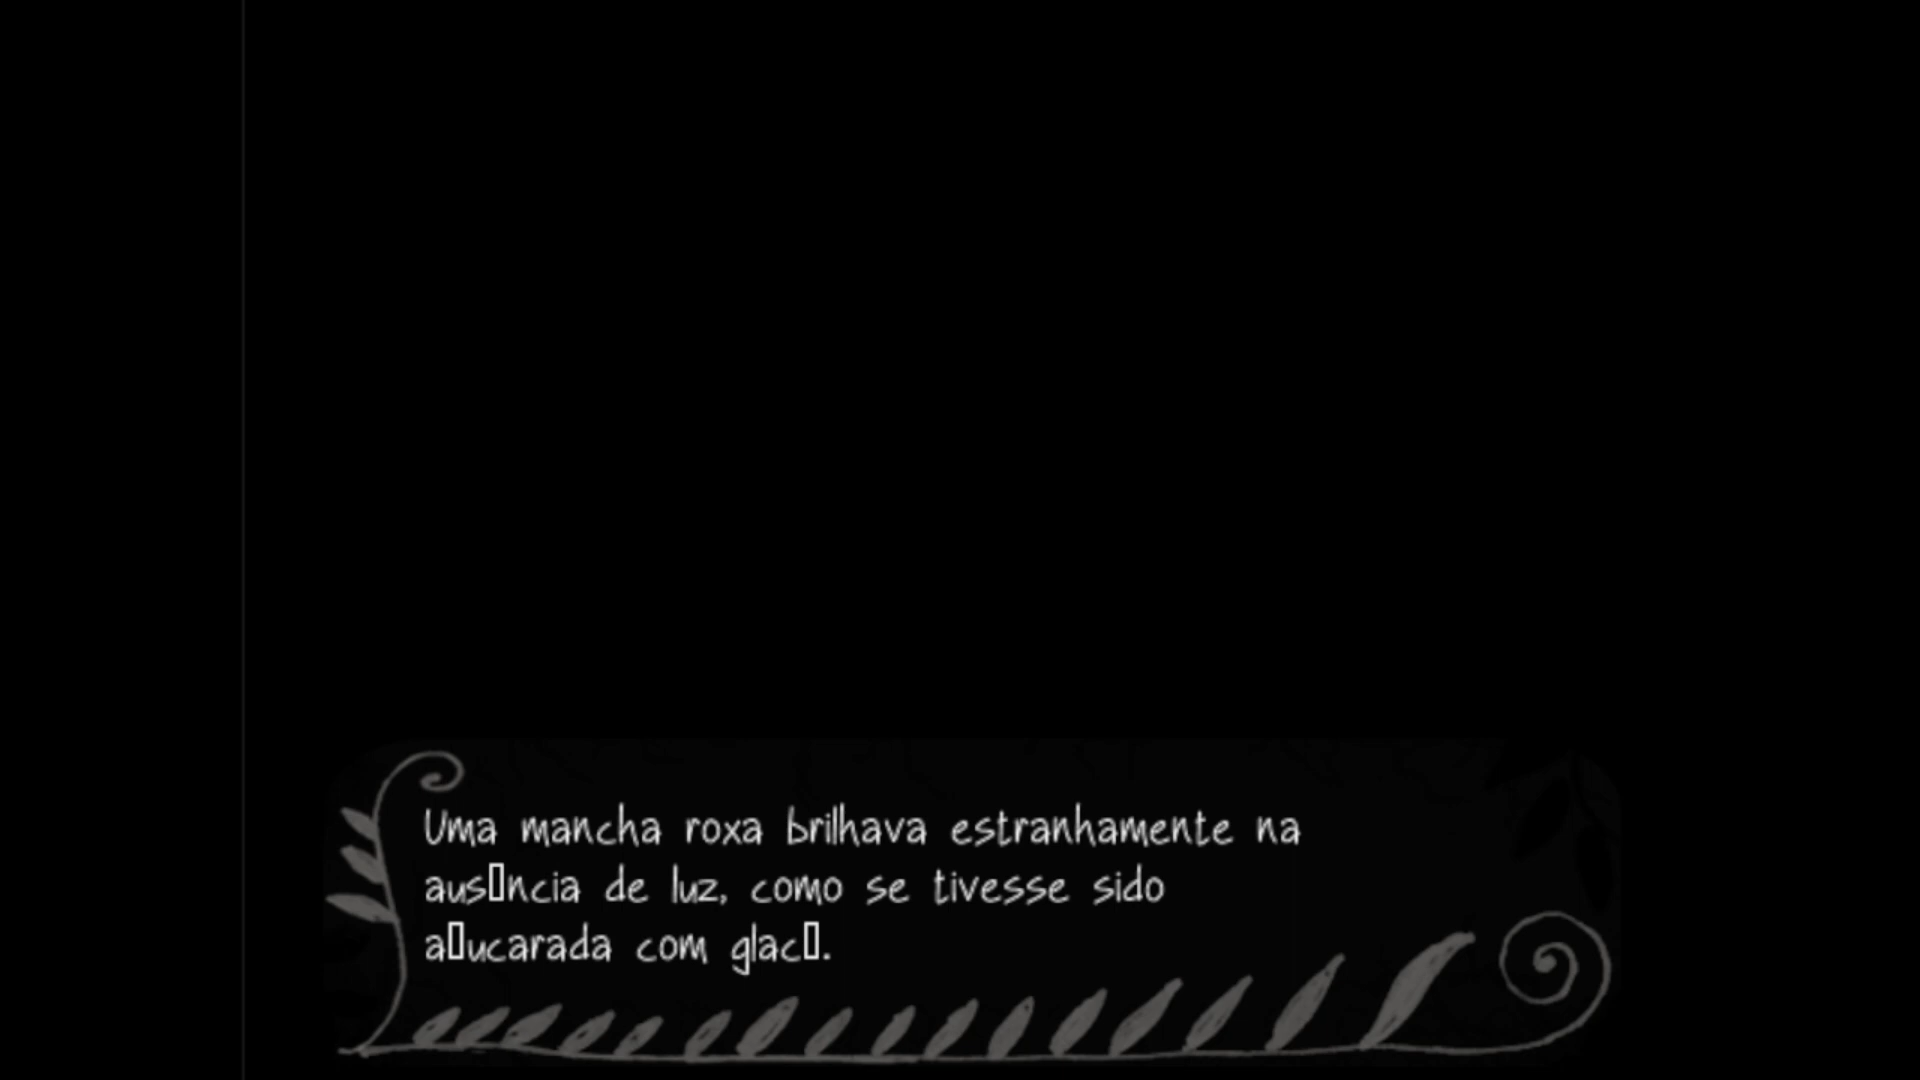 Uma mancha roxa brilhava estranhamente na
aus▯ncia de luz, como se tivesse sido
a▯ucarada com glac▯.